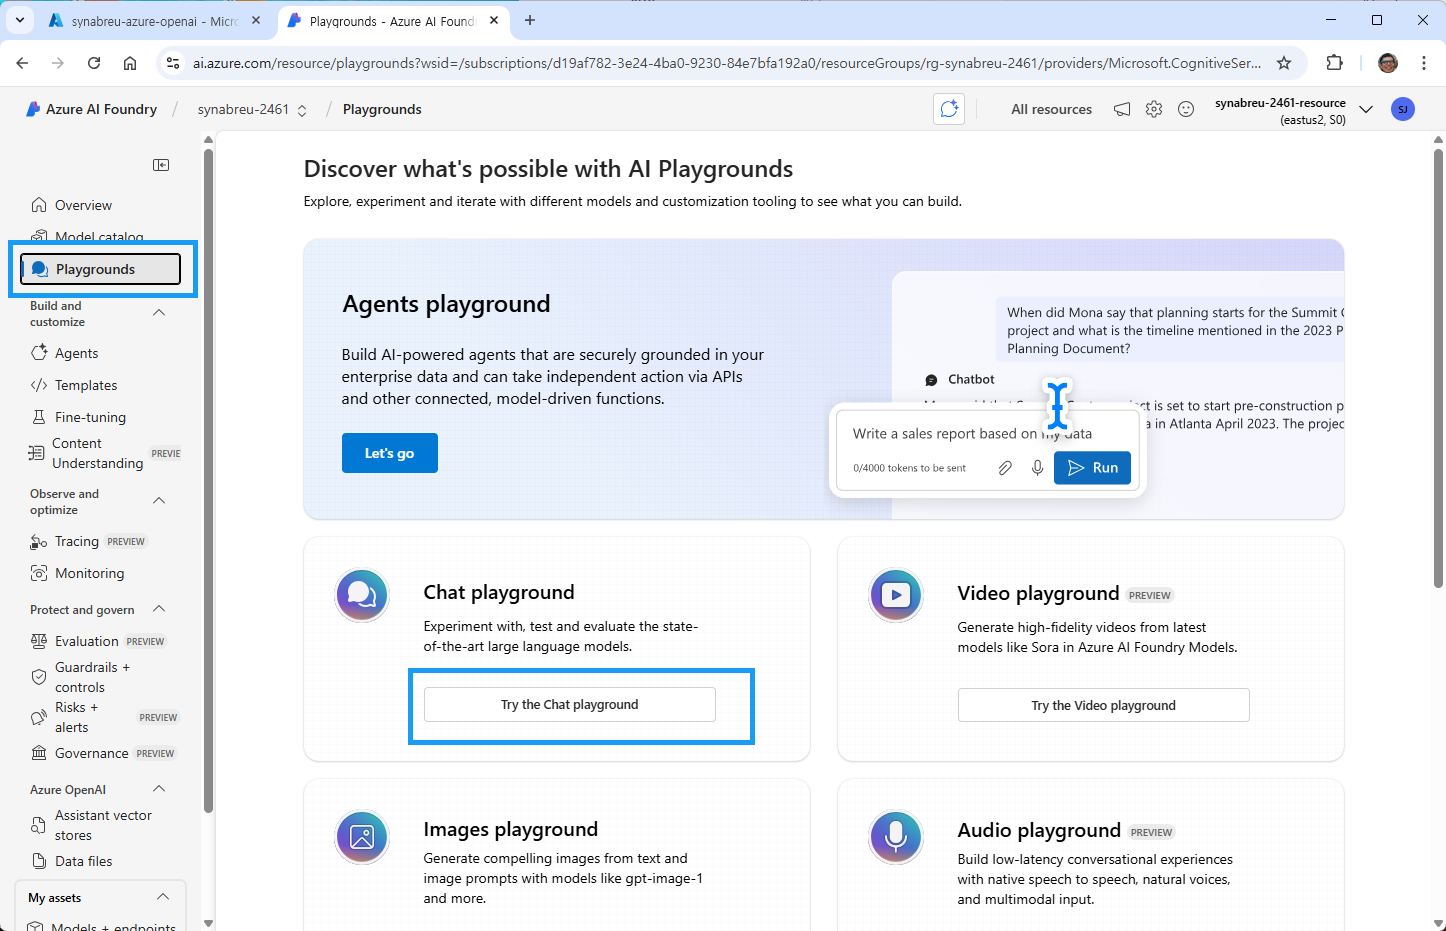 synabreu-azure-openai - Micr
Playgrounds - Azure AI Found
ai.azure.com/resource/playgrounds?wsid=/subscriptions/d19af782-3e24-4ba0-9230-84e7bfa192a0/resourceGroups/rg-synabreu-2461/providers/Microsoft.CognitiveSer...
Azure AI Foundry / synabreu-2461 / Playgrounds
All resources
synabreu-2461-resource
(eastus2, S0)
SJ
Overview
Model catalog
Playgrounds
Build and
customize
Agents
Templates
Fine-tuning
Content
Understanding PREVIE
Observe and
optimize
Tracing PREVIEW
Monitoring
Protect and govern
Evaluation PREVIEW
Guardrails +
controls
Risks +
alerts PREVIEW
Governance PREVIEW
Azure OpenAI
Assistant vector
stores
Data files
My assets
Models + endpoints
Discover what's possible with AI Playgrounds
Explore, experiment and iterate with different models and customization tooling to see what you can build.
Agents playground
Build AI-powered agents that are securely grounded in your
enterprise data and can take independent action via APIs
and other connected, model-driven functions.
Let's go
When did Mona say that planning starts for the Summit C
project and what is the timeline mentioned in the 2023 P
Planning Document?
Chatbot
is set to start pre-construction p
in Atlanta April 2023. The projec
Write a sales report based on my data
0/4000 tokens to be sent
Run
Chat playground
Experiment with, test and evaluate the state-
of-the-art large language models.
Try the Chat playground
Video playground PREVIEW
Generate high-fidelity videos from latest
models like Sora in Azure AI Foundry Models.
Try the Video playground
Images playground
Generate compelling images from text and
image prompts with models like gpt-image-1
and more.
Audio playground PREVIEW
Build low-latency conversational experiences
with native speech to speech, natural voices,
and multimodal input.